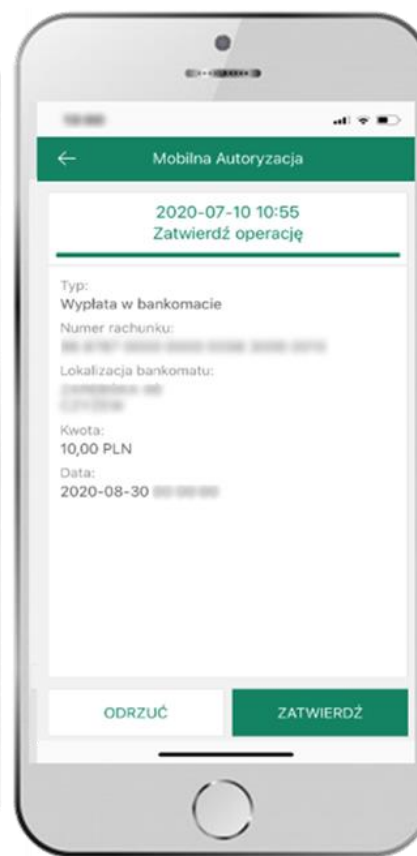 Mobilna Autoryzacja
2020-07-10 10:55
Zatwierdź operację
Typ:
Wypłata w bankomacie
Numer rachunku:
Lokalizacja bankomatu:
Kwota:
10,00 PLN
Data:
2020-08-30
ODRZUĆ
ZATWIERDŹ